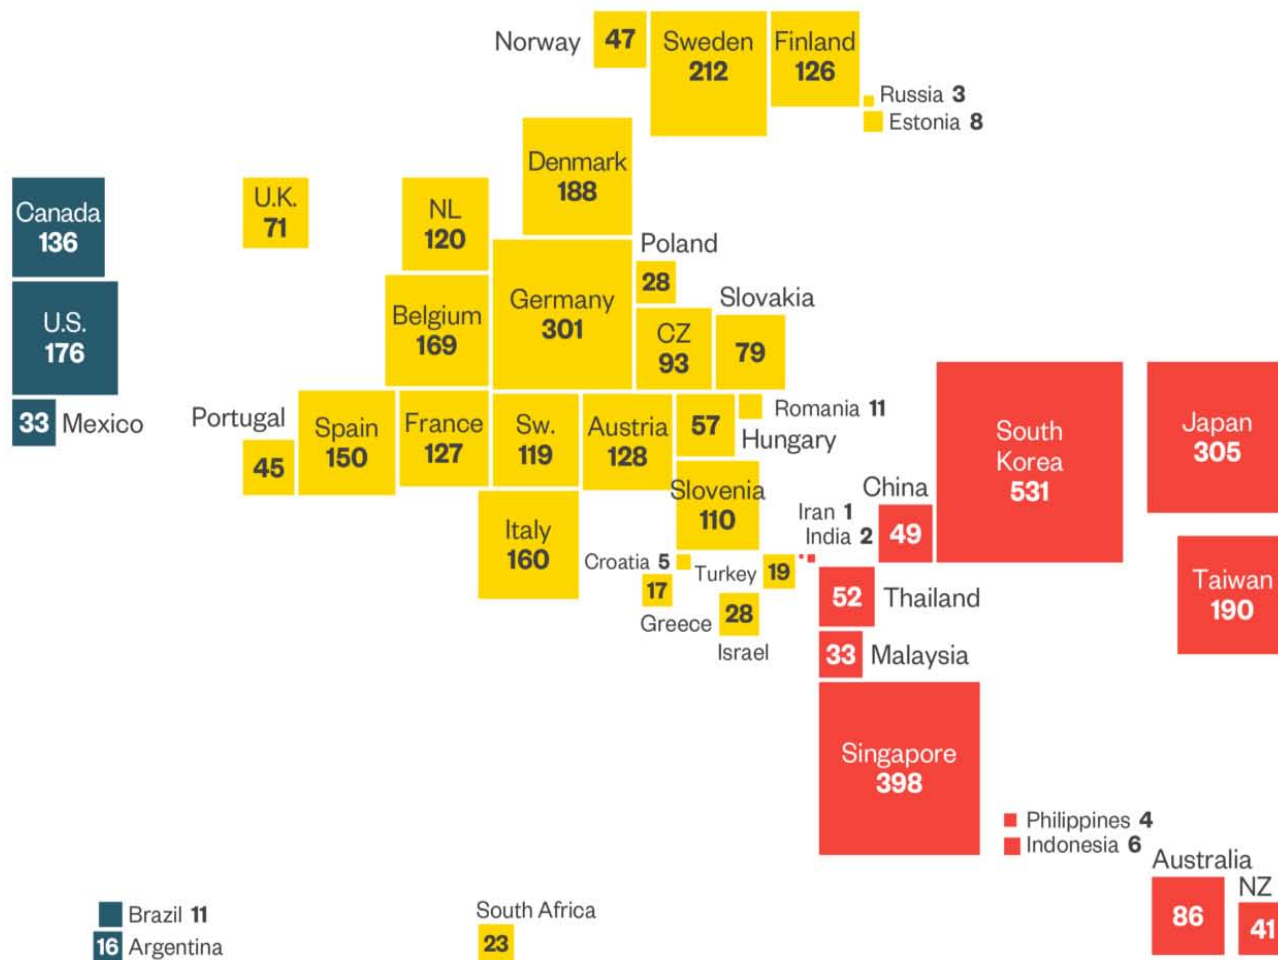 Norway
47
Sweden
212
Finland
126
Russia 3
Estonia 8
Denmark
188
Canada
136
U.K.
71
NL
120
Poland
28
Germany
301
Slovakia
79
U.S.
176
Belgium
169
CZ
93
33 Mexico
Portugal
45
Spain
150
France
127
Sw.
119
Austria
128
57
Hungary
Romania 11
South
Korea
531
Japan
305
Slovenia
110
China
49
Iran 1
India 2
Italy
160
Croatia 5
Turkey 19
17
Greece
28
Israel
52 Thailand
Taiwan
190
33 Malaysia
Singapore
398
Philippines 4
Indonesia 6
Australia
86
NZ
41
Brazil 11
16 Argentina
South Africa
23